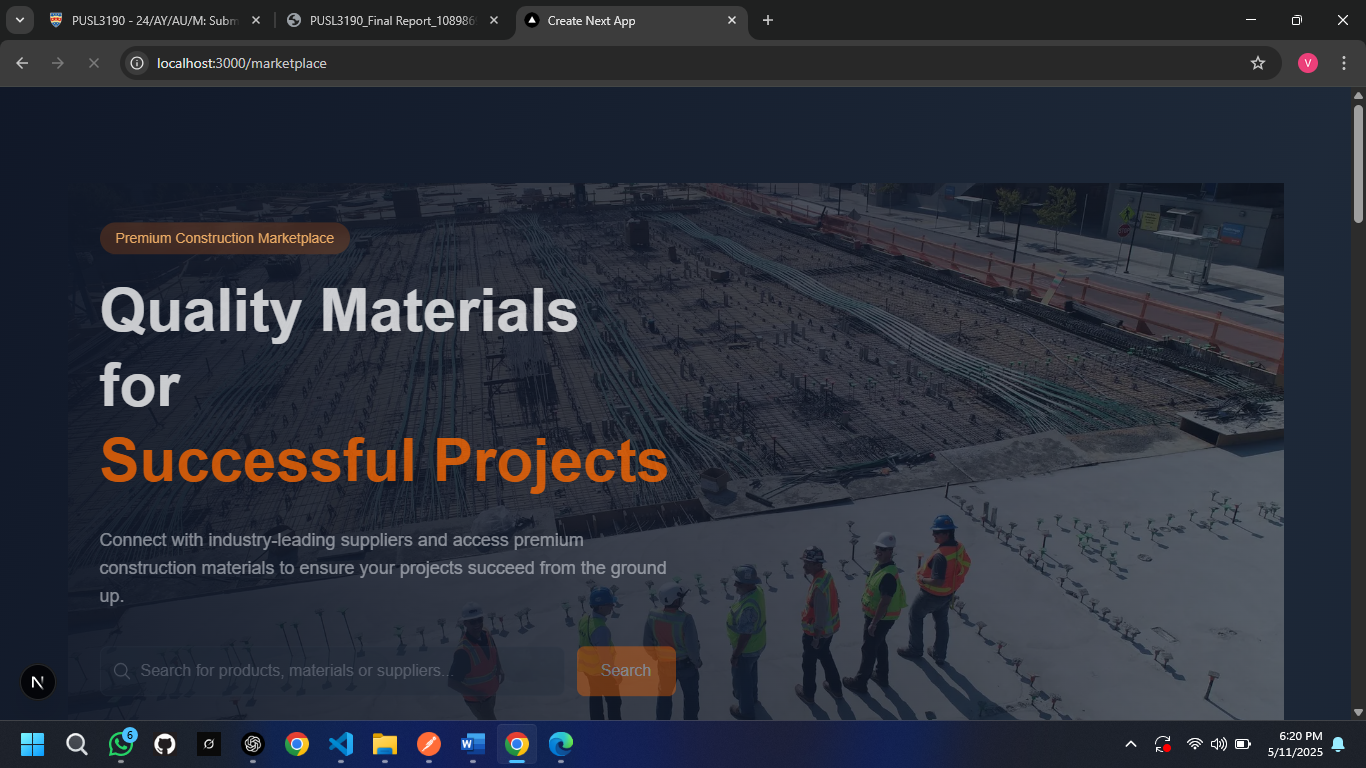 PUSL3190 - 24/AY/AU/M: Subm
PUSL3190_Final Report_108986
Create Next App
localhost:3000/marketplace
V
Premium Construction Marketplace
Quality Materials
for
Successful Projects
Connect with industry-leading suppliers and access premium
construction materials to ensure your projects succeed from the ground
up.
Search for products, materials or suppliers...
Search
N
6
W
6:20 PM
5/11/2025